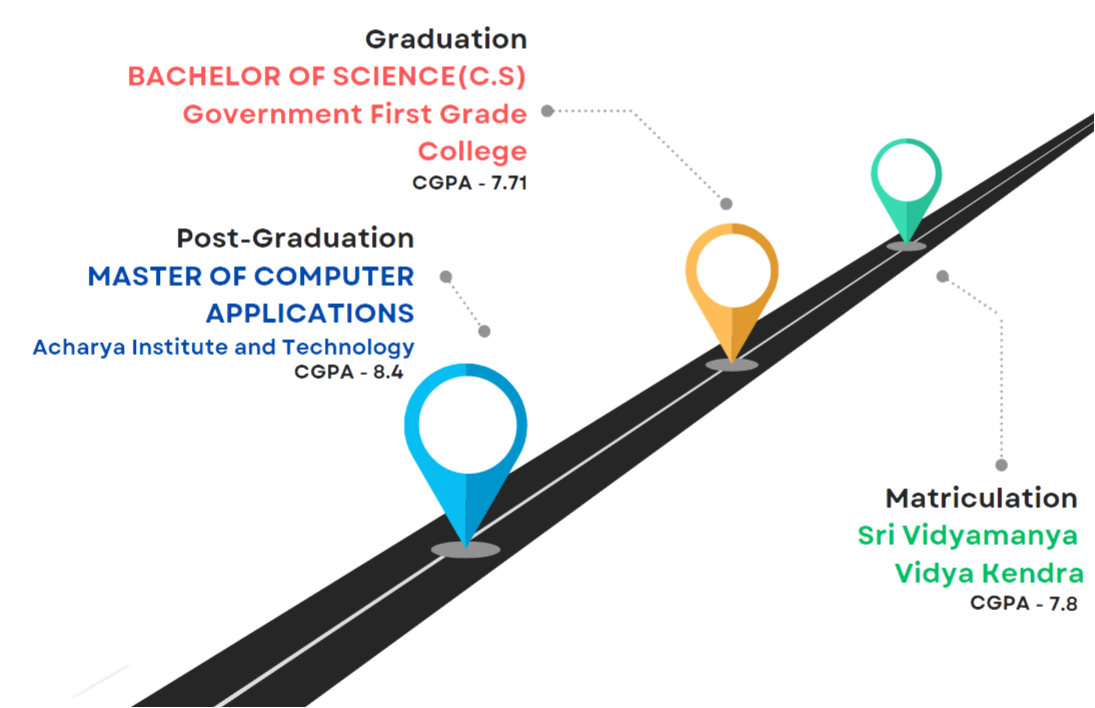 Graduation
BACHELOR OF SCIENCE(C.S)
Government First Grade
College
CGPA - 7.71
Post-Graduation
MASTER OF COMPUTER
APPLICATIONS
Acharya Institute and Technology
CGPA - 8.4
Matriculation
Sri Vidyamanya
Vidya Kendra
CGPA - 7.8